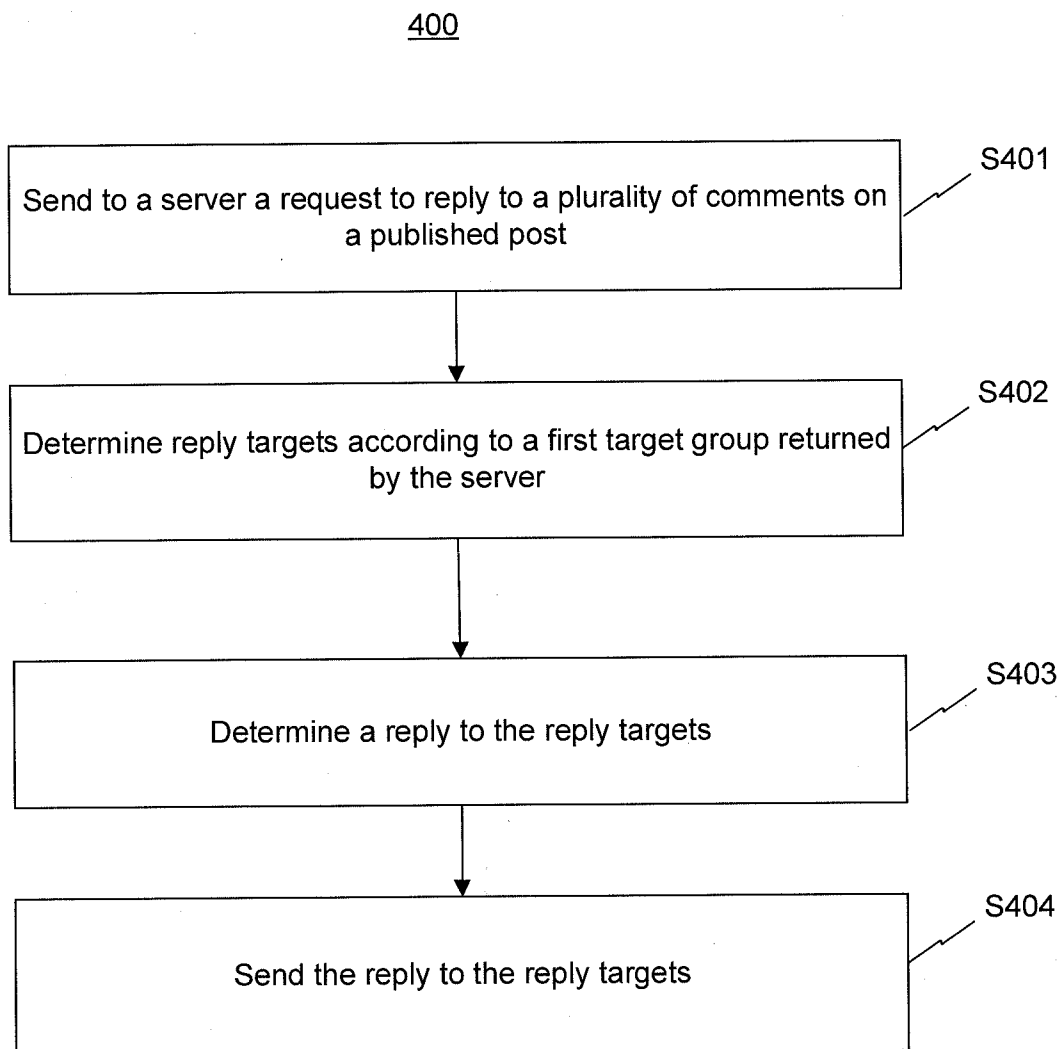 400
S401
Send to a server a request to reply to a plurality of comments on
a published post
S402
Determine reply targets according to a first target group returned
by the server
S403
Determine a reply to the reply targets
S404
Send the reply to the reply targets